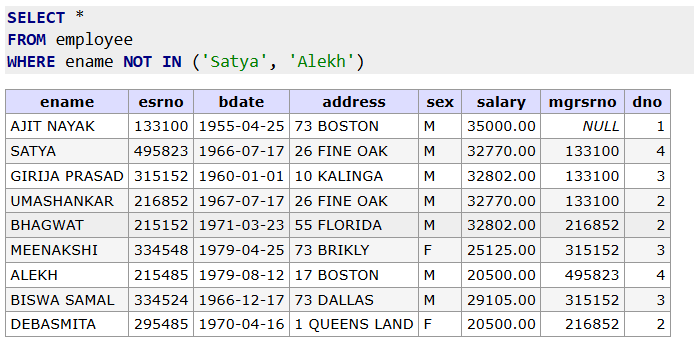 SELECT *
FROM employee
WHERE ename NOT IN ('Satya', 'Alekh')
ename esrno bdate address sex salary mgrsrno dno
AJIT NAYAK 133100 1955-04-25 73 BOSTON M 35000.00 NULL 1
SATYA 495823 1966-07-17 26 FINE OAK M 32770.00 133100 4
GIRIJA PRASAD 315152 1960-01-01 10 KALINGA M 32802.00 133100 3
UMASHANKAR 216852 1967-07-17 26 FINE OAK M 32770.00 133100 2
BHAGWAT 215152 1971-03-23 55 FLORIDA M 32802.00 216852 2
MEENAKSHI 334548 1979-04-25 73 BRIKLY F 25125.00 315152 3
ALEKH 215485 1979-08-12 17 BOSTON M 20500.00 495823 4
BISWA SAMAL 334524 1966-12-17 73 DALLAS M 29105.00 315152 3
DEBASMITA 295485 1970-04-16 1 QUEENS LAND F 20500.00 216852 2